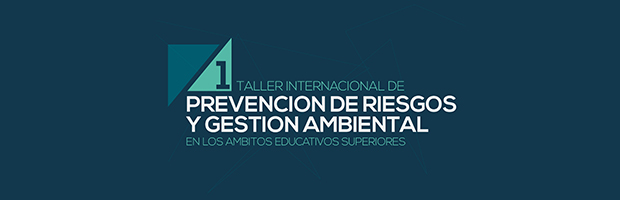 1 TALLER INTERNACIONAL DE
PREVENCION DE RIESGOS
Y GESTION AMBIENTAL
EN LOS AMBITOS EDUCATIVOS SUPERIORES